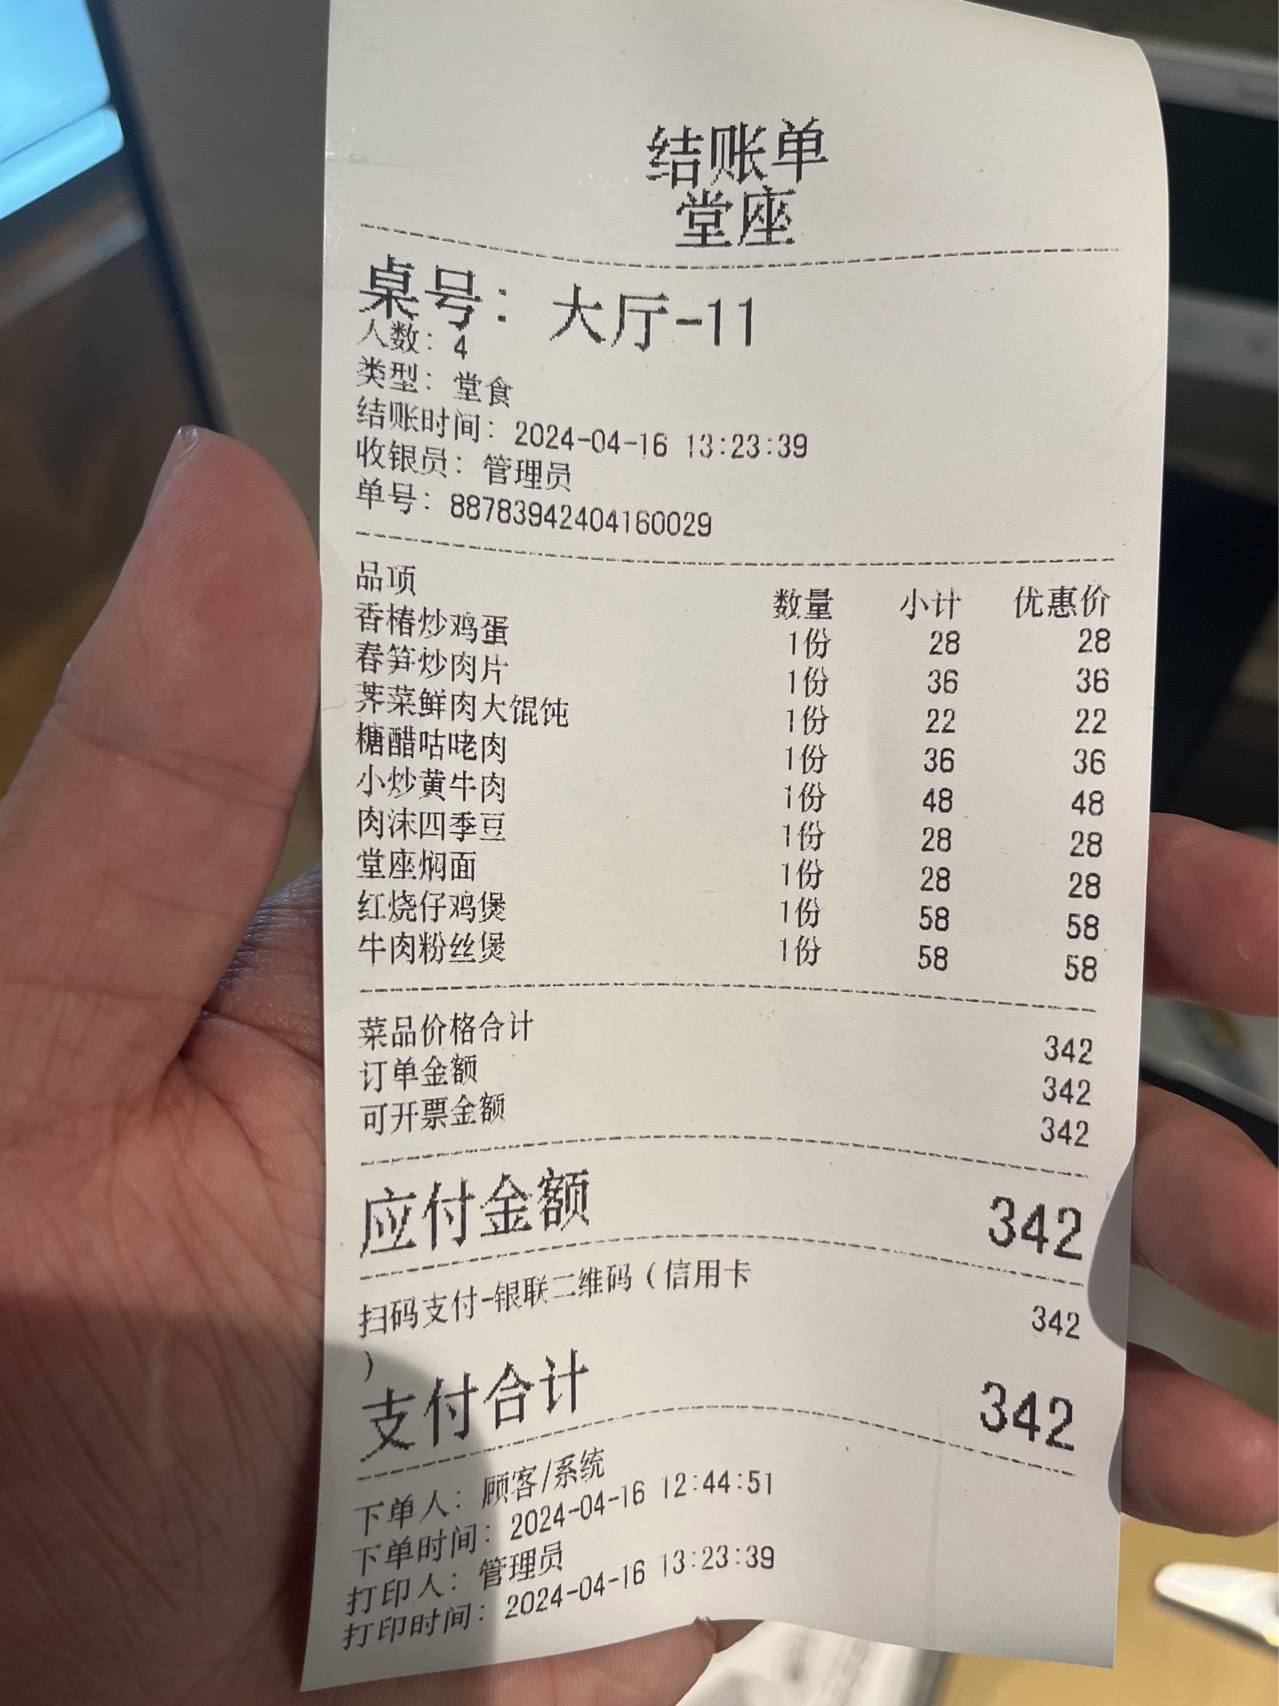 结账单
堂座
桌号：大厅-11
人数：4
类型：堂食
结账时间：2024-04-16 13:23:39
收银员：管理员
单号：88783942404160029
品项 数量 小计 优惠价
香椿炒鸡蛋 1份 28 28
春笋炒肉片 1份 36 36
荠菜鲜肉大馄饨 1份 22 22
糖醋咕咾肉 1份 36 36
小炒黄牛肉 1份 48 48
肉沫四季豆 1份 28 28
堂座焖面 1份 28 28
红烧仔鸡煲 1份 58 58
牛肉粉丝煲 1份 58 58
菜品价格合计 342
订单金额 342
可开票金额 342
应付金额 342
扫码支付-银联二维码（信用卡 342
）
支付合计 342
下单人：顾客/系统
下单时间：2024-04-16 12:44:51
打印人：管理员
打印时间：2024-04-16 13:23:39